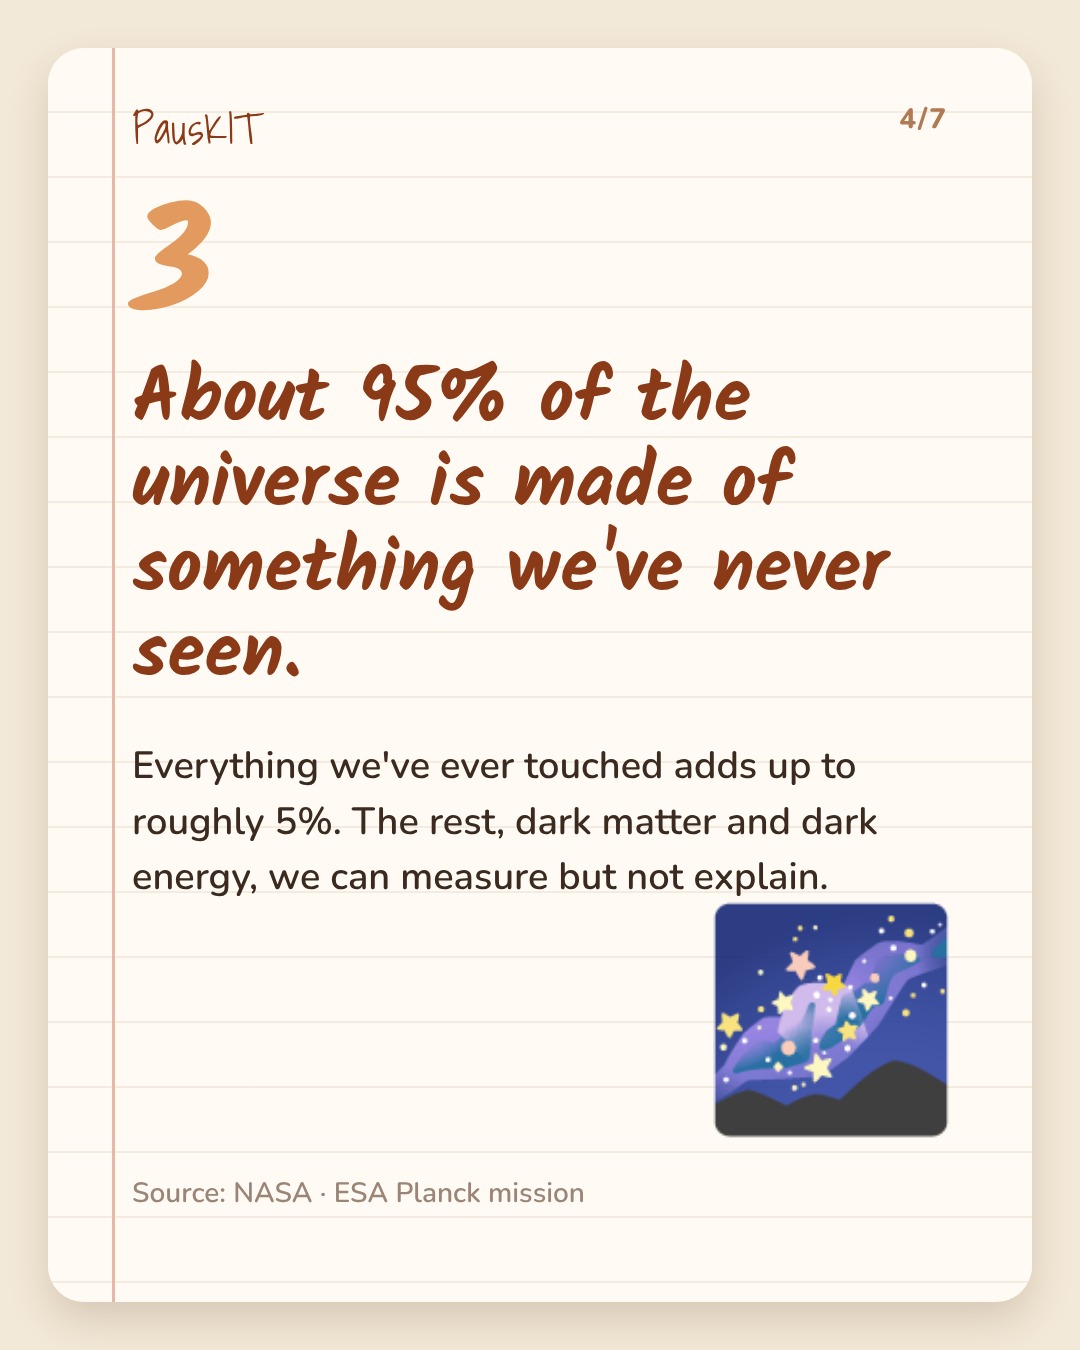 PausKIT
4/7
3
About 95% of the
universe is made of
something we've never
seen.
Everything we've ever touched adds up to
roughly 5%. The rest, dark matter and dark
energy, we can measure but not explain.
Source: NASA · ESA Planck mission